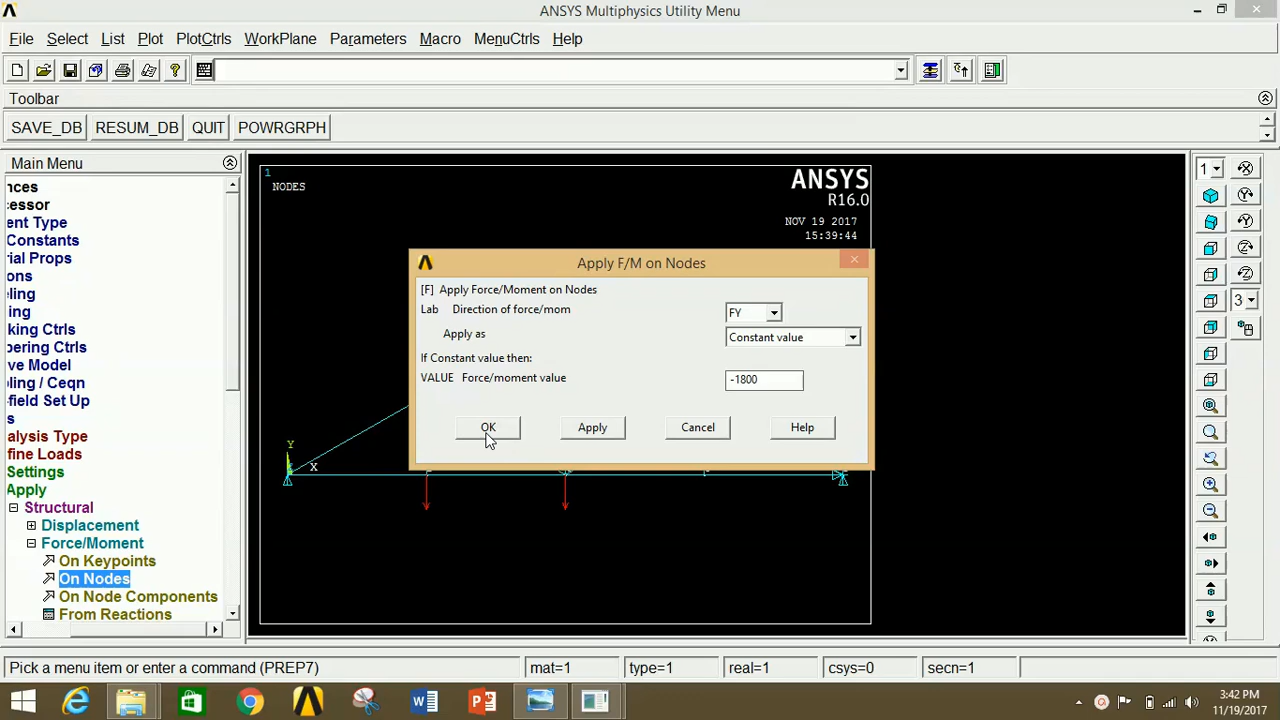 ANSYS Multiphysics Utility Menu
File Select List Plot PlotCtrls WorkPlane Parameters Macro MenuCtrls Help
Toolbar
SAVE_DB RESUM_DB QUIT POWRGRPH
Main Menu
nces
cessor
ent Type
Constants
rial Props
ons
eling
ing
king Ctrls
bering Ctrls
ve Model
pling / Ceqn
-field Set Up
s
alysis Type
fine Loads
Settings
Apply
Structural
Displacement
Force/Moment
On Keypoints
On Nodes
On Node Components
From Reactions
1
NODES
ANSYS
R16.0
NOV 19 2017
15:39:44
Y
X
Apply F/M on Nodes
[F] Apply Force/Moment on Nodes
Lab Direction of force/mom FY
Apply as Constant value
If Constant value then:
VALUE Force/moment value -1800
OK Apply Cancel Help
1
3
Pick a menu item or enter a command (PREP7) mat=1 type=1 real=1 csys=0 secn=1
3:42 PM
11/19/2017